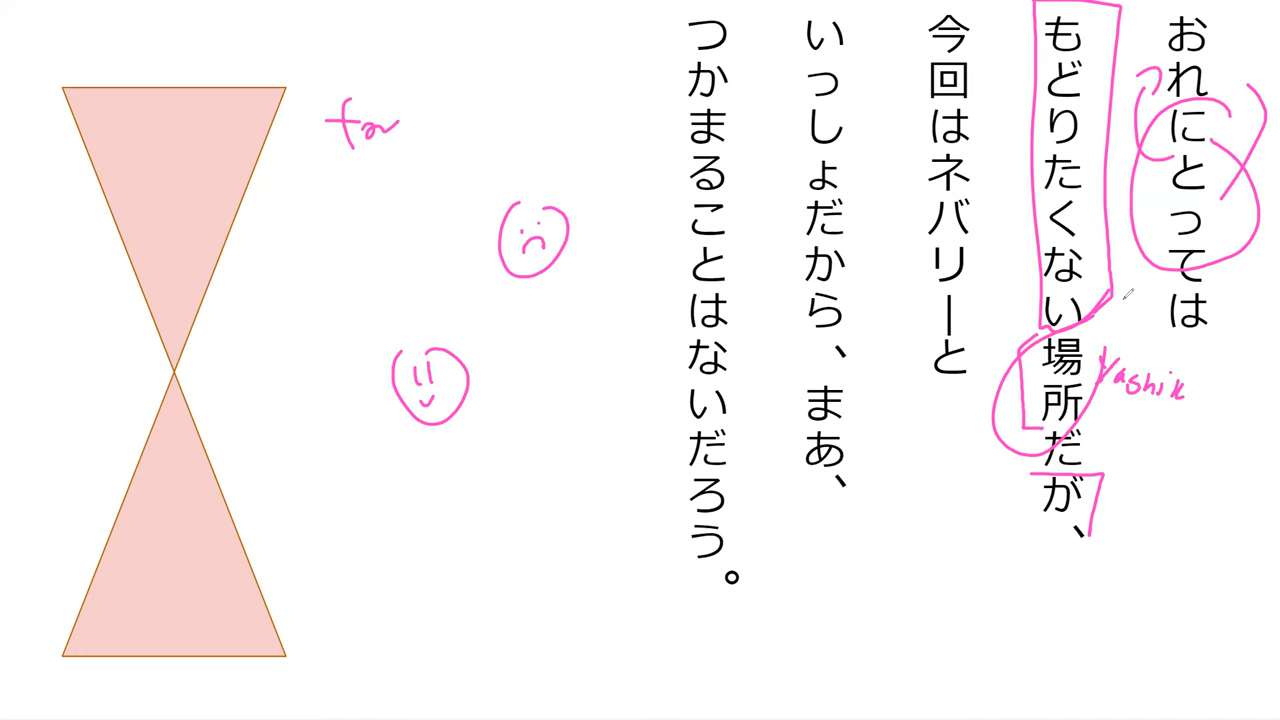 おれにとっては
もどりたくない場所だが、
今回はネバリーと
いっしょだから、まあ、
つかまることはないだろう。
Yashik